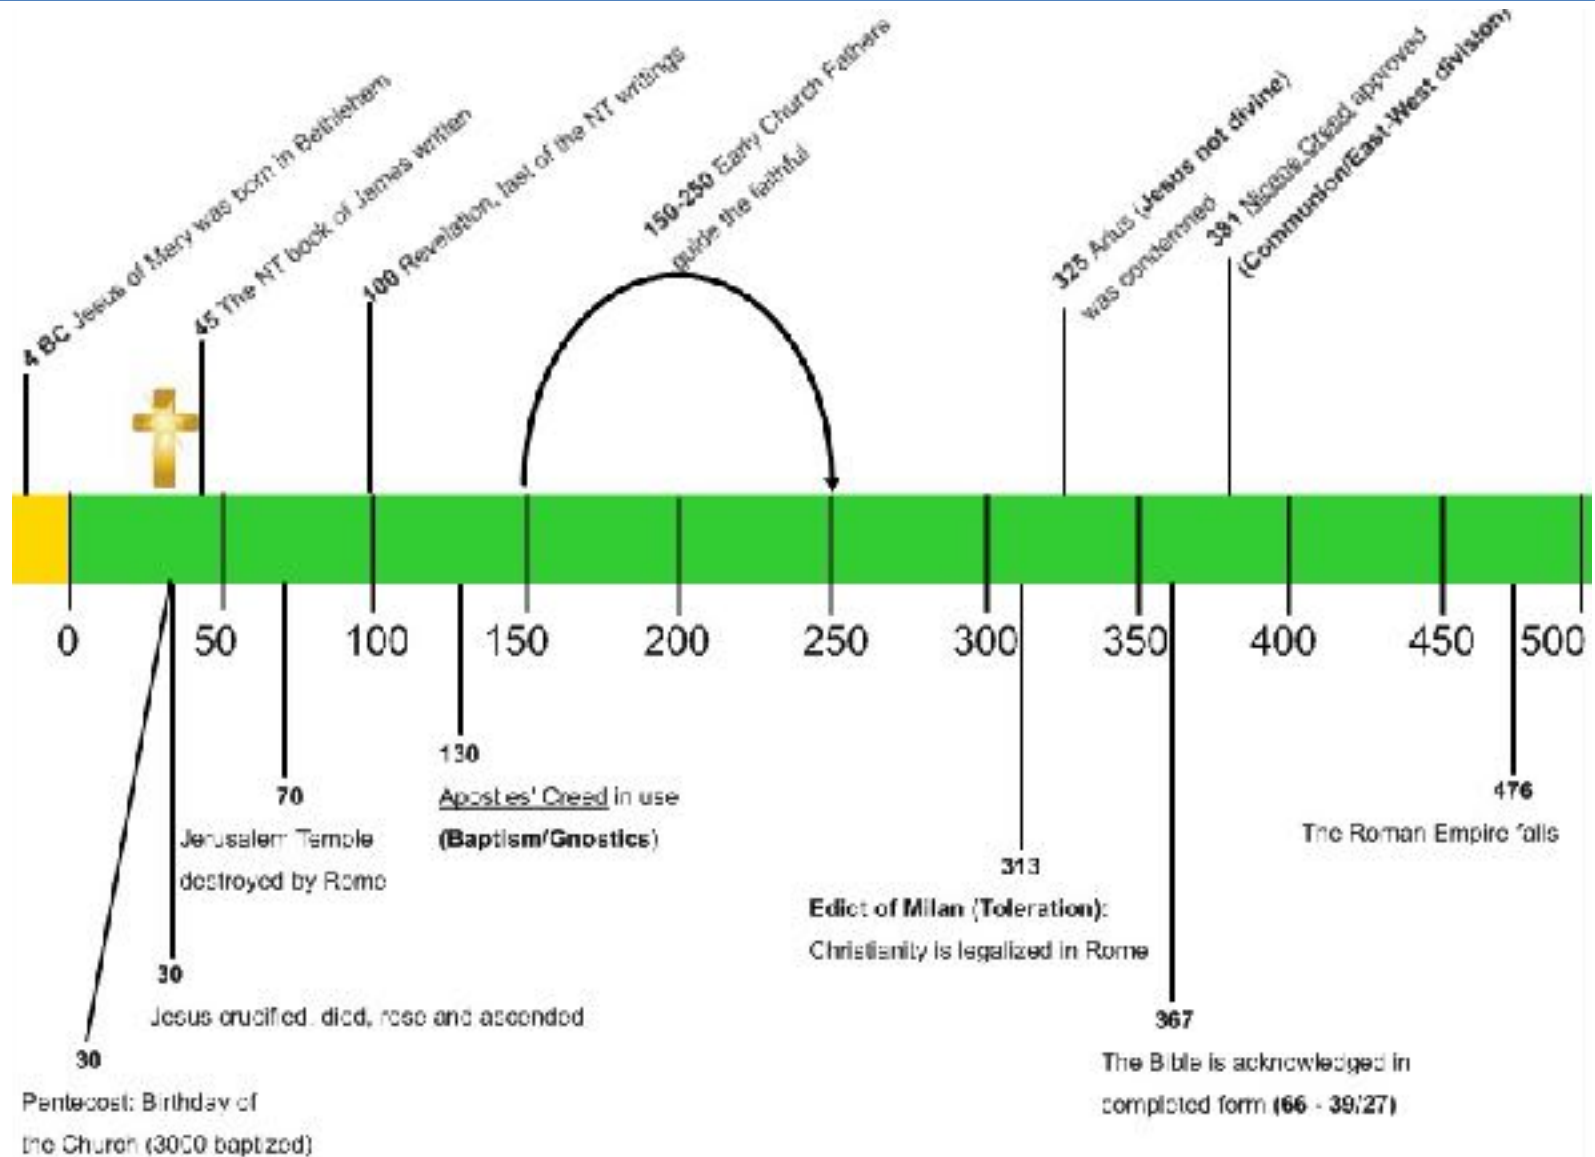 4 BC Jesus of Mary was born in Bethlehem
45 The NT book of James written
100 Revelation, last of the NT writings
150-250 Early Church Fathers
guide the faithful
325 Arius (Jesus not divine)
was condemned
381 Nicene Creed approved
(Communion/East-West division)
0
50
100
150
200
250
300
350
400
450
500
130
Apostles' Creed in use
(Baptism/Gnostics)
70
Jerusalem Temple
destroyed by Rome
476
The Roman Empire falls
313
Edict of Milan (Toleration):
Christianity is legalized in Rome
30
Jesus crucified, died, rose and ascended
367
The Bible is acknowledged in
completed form (66 - 39/27)
30
Pentecost: Birthday of
the Church (3000 baptized)